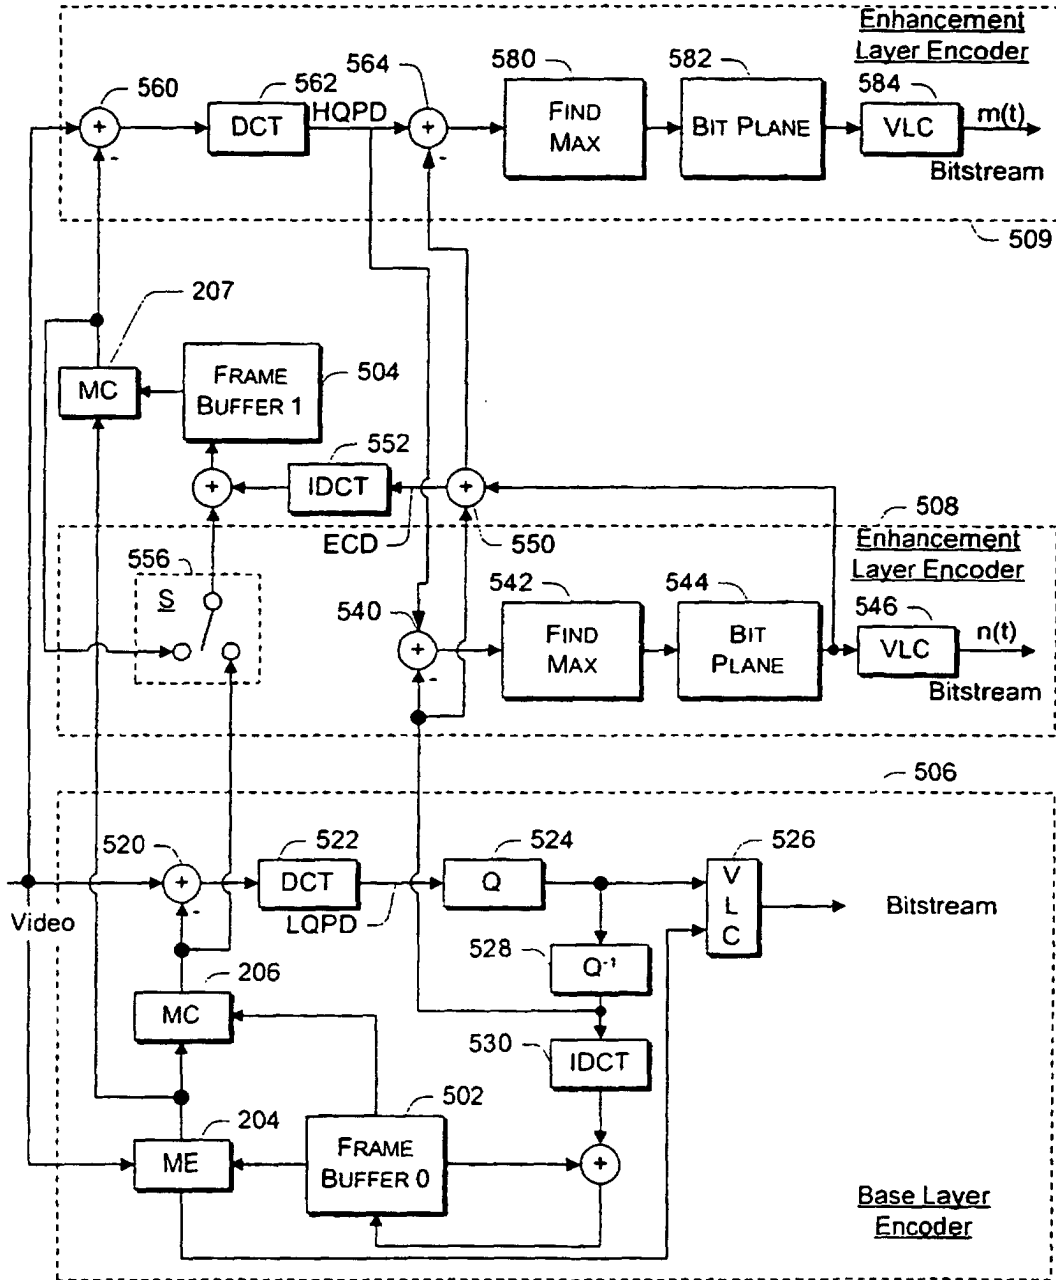 Enhancement
Layer Encoder
560
562
564
580
582
584
+
-
DCT
HQPD
+
-
FIND
MAX
BIT PLANE
VLC
m(t)
Bitstream
509
207
MC
FRAME
BUFFER 1
504
552
+
IDCT
+
ECD
550
508
Enhancement
Layer Encoder
556
S
540
542
544
546
+
-
FIND
MAX
BIT
PLANE
VLC
n(t)
Bitstream
506
520
522
524
526
+
-
DCT
LQPD
Q
V
L
C
Bitstream
Video
528
Q-1
206
MC
530
IDCT
502
204
ME
FRAME
BUFFER 0
+
Base Layer
Encoder